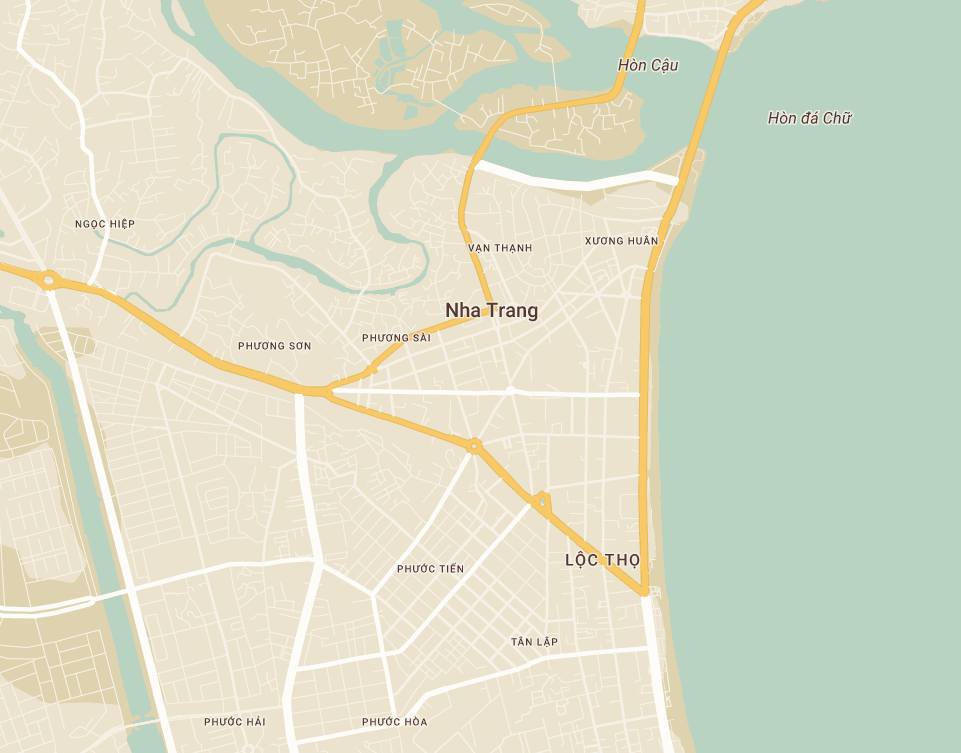 Hòn Cậu
Hòn đá Chữ
NGỌC HIỆP
VẠN THẠNH
XƯƠNG HUÂN
Nha Trang
PHƯƠNG SƠN
PHƯƠNG SÀI
LỘC THỌ
PHƯỚC TIẾN
TÂN LẬP
PHƯỚC HẢI
PHƯỚC HÒA